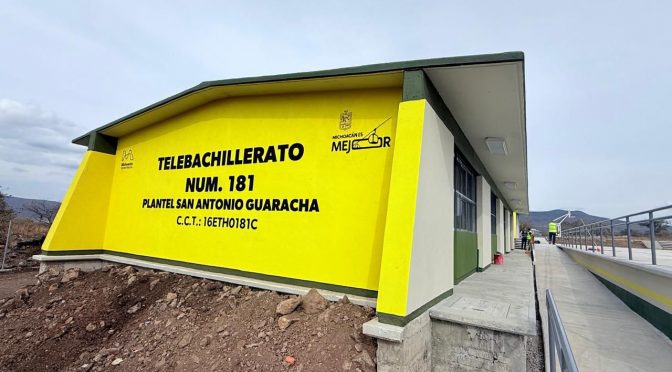 MICHOACÁN ES
MEJOR
TELEBACHILLERATO
NUM. 181
PLANTEL SAN ANTONIO GUARACHA
C.C.T.: 16ETH0181C